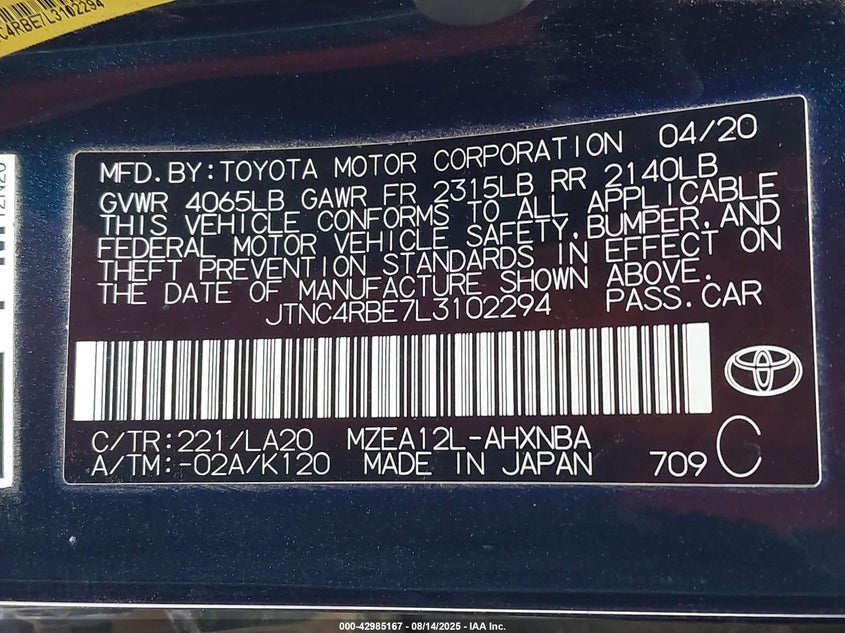 C4RBE7L3102294
MFD.BY:TOYOTA MOTOR CORPORATION 04/20
GVWR 4065LB GAWR FR 2315LB RR 2140LB
THIS VEHICLE CONFORMS TO ALL APPLICABLE
FEDERAL MOTOR VEHICLE SAFETY,BUMPER,AND
THEFT PREVENTION STANDARDS IN EFFECT ON
THE DATE OF MANUFACTURE SHOWN ABOVE.
JTNC4RBE7L3102294 PASS.CAR
C/TR:221/LA20 MZEA12L-AHXNBA
A/TM:-02A/K120 MADE IN JAPAN 709 C
000-42985167 - 08/14/2025 - IAA Inc.